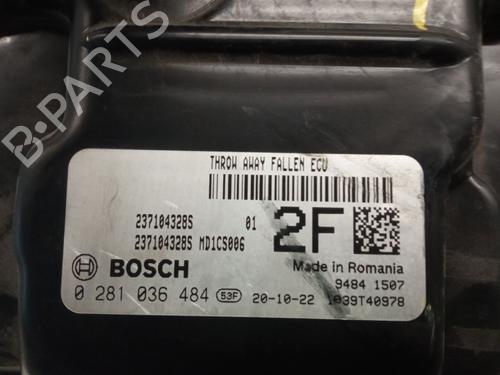 B-PARTS
THROW AWAY FALLEN ECU
237104328S 01
237104328S MD1CS006
2F
BOSCH
Made in Romania
9484 1507
0 281 036 484 53F 20-10-22 1039T40978